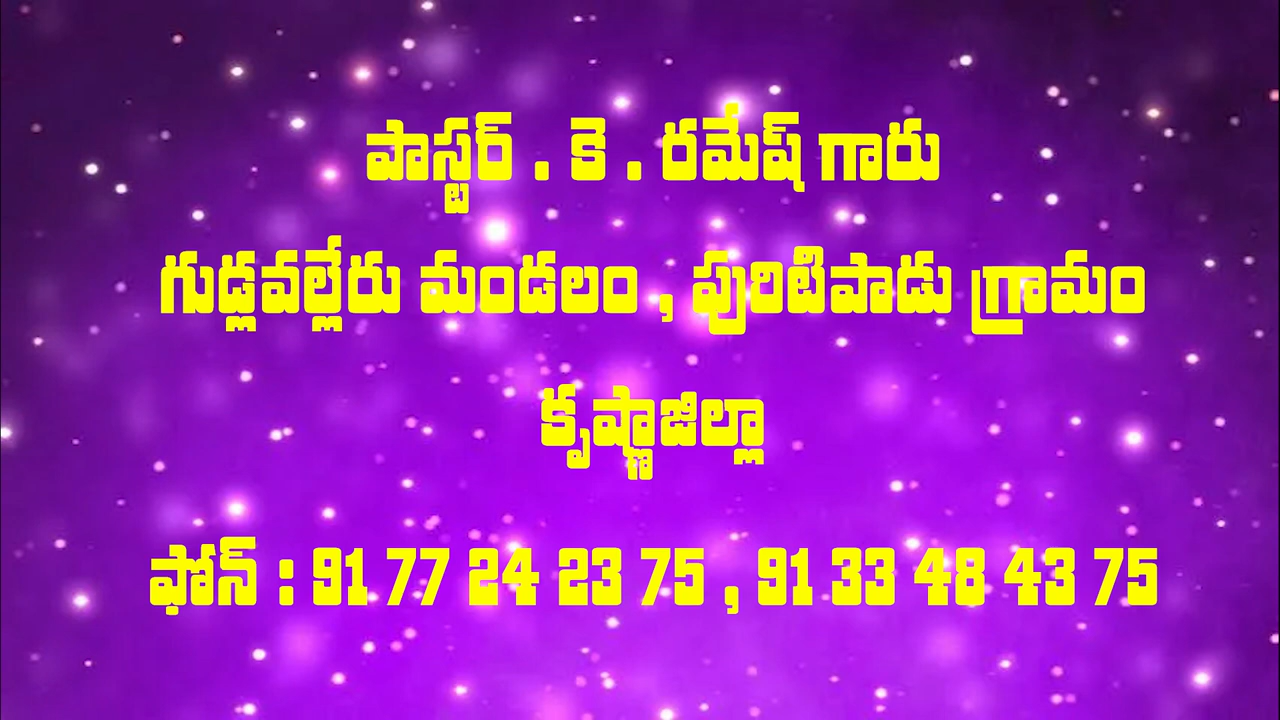 పాస్టర్ . కె . రమేష్ గారు
గుడ్లవల్లేరు మండలం , పురిటిపాడు గ్రామం
కృష్ణాజిల్లా
ఫోన్ : 91 77 24 23 75 , 91 33 48 43 75